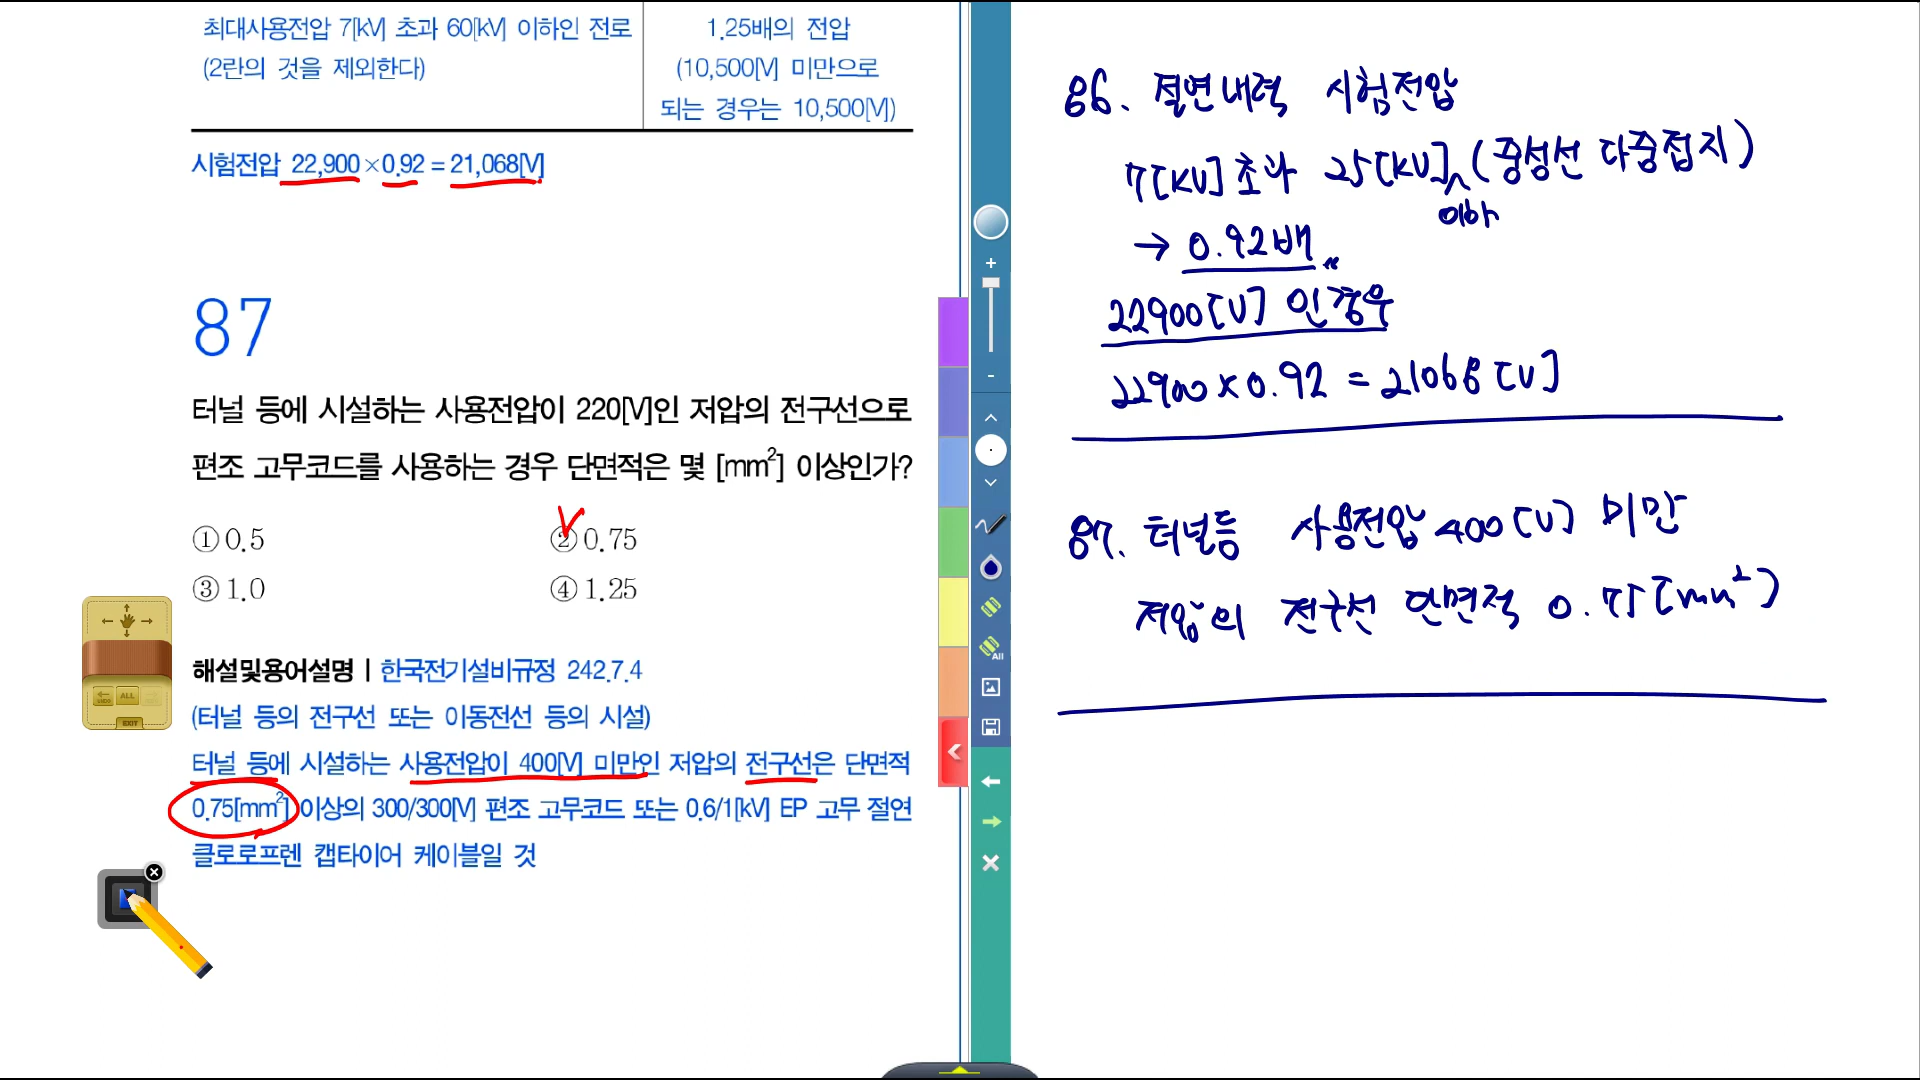 최대사용전압 7[kV] 초과 60[kV] 이하인 전로
(2란의 것을 제외한다)
1.25배의 전압
(10,500[V] 미만으로
되는 경우는 10,500[V])
시험전압 22,900×0.92=21,068[V]
87
터널 등에 시설하는 사용전압이 220[V]인 저압의 전구선으로
편조 고무코드를 사용하는 경우 단면적은 몇 [mm²] 이상인가?
① 0.5
② 0.75
③ 1.0
④ 1.25
해설및용어설명 | 한국전기설비규정 242.7.4
(터널 등의 전구선 또는 이동전선 등의 시설)
터널 등에 시설하는 사용전압이 400[V] 미만인 저압의 전구선은 단면적
0.75[mm²] 이상의 300/300[V] 편조 고무코드 또는 0.6/1[kV] EP 고무 절연
클로로프렌 캡타이어 케이블일 것
UNDO
ALL
EXIT
All
86. 절연내력 시험전압
7[KV] 초과 25[KV] (중성선 다중접지)
이하
→ 0.92배
22900[V] 인경우
22900×0.92 = 21068[V]
87. 터널등 사용전압 400[V] 미만
저압의 전구선 단면적 0.75[mm²]